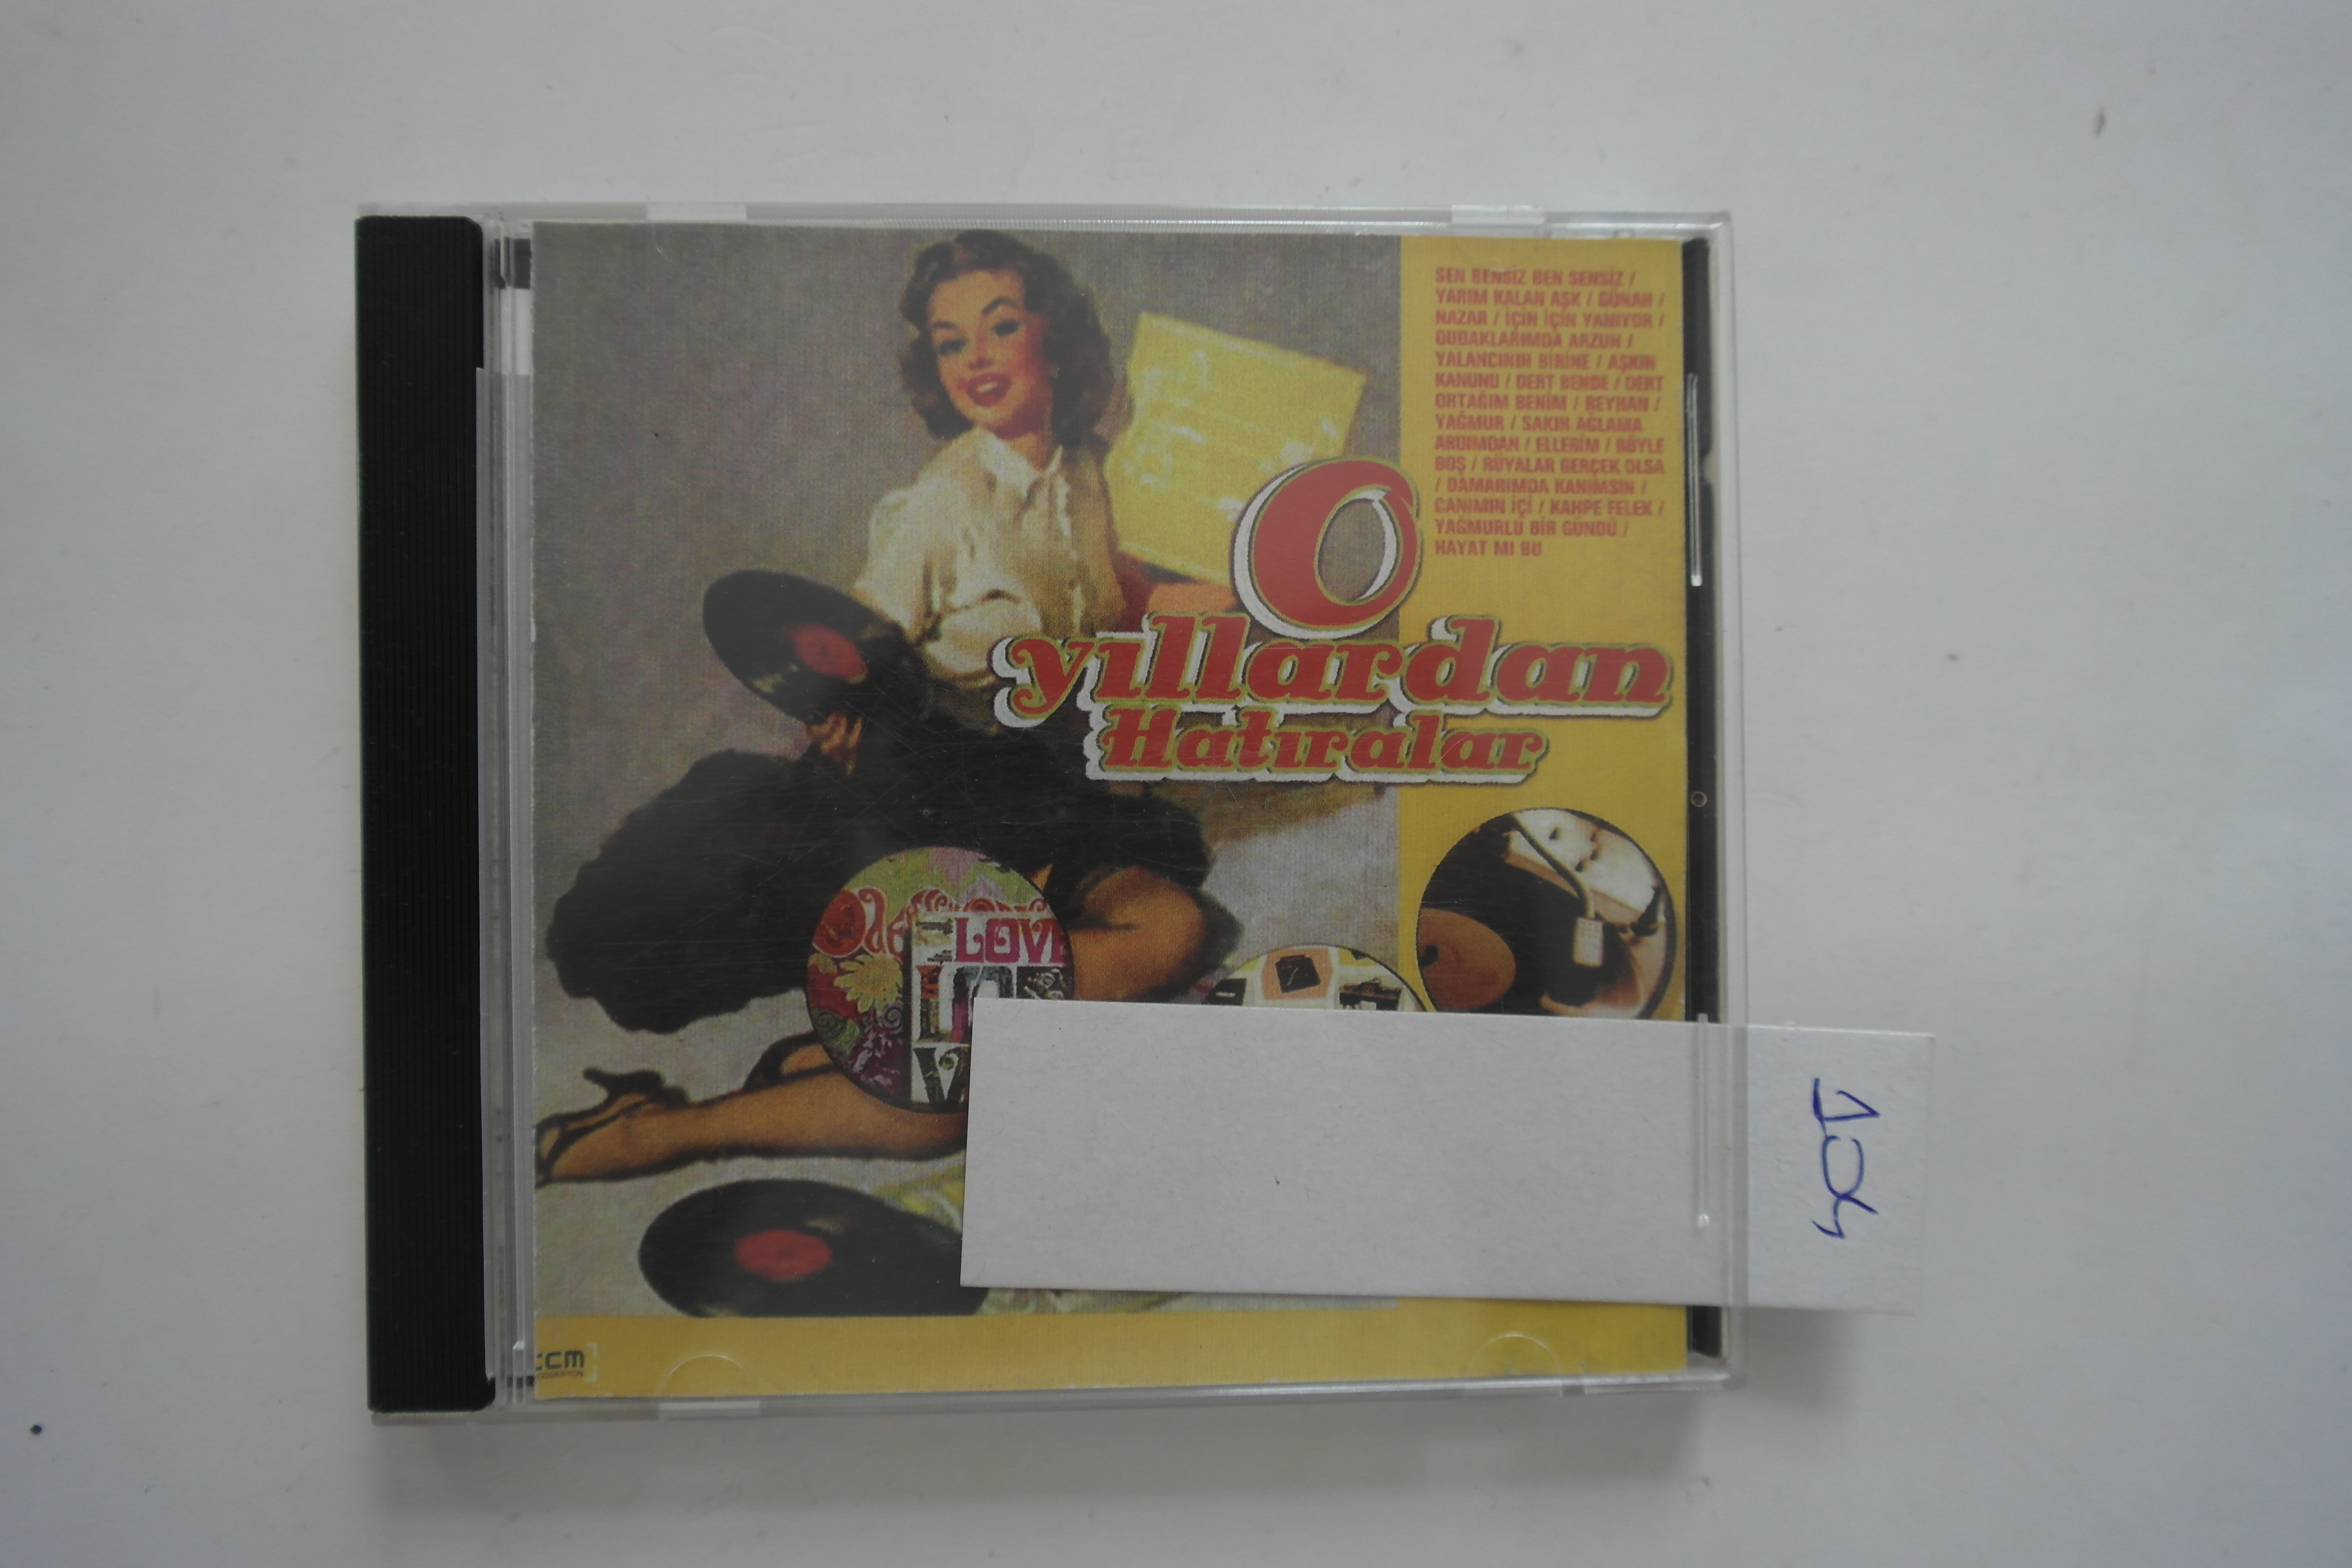 SEN BENSİZ BEN SENSİZ /
YARIM KALAN AŞK / GÜNAH /
NAZAR / İÇİN İÇİN YANIYOR /
DUDAKLARIMDA ARZUN /
YALANCININ BİRİNE / AŞKIN
KANUNU / DERT BENDE / DERT
ORTAĞIM BENİM / REYHAN /
YAĞMUR / SAKIN AĞLAMA
ARDIMDAN / ELLERİM / BÖYLE
BOŞ / RÜYALAR GERÇEK OLSA
/ DAMARIMDA KANIMSIN /
CANIMIN İÇİ / KAHPE FELEK /
YAĞMURLU BİR GÜNDÜ /
HAYAT MI BU
O
yıllardan
Hatıralar
LOVE
104
ccm